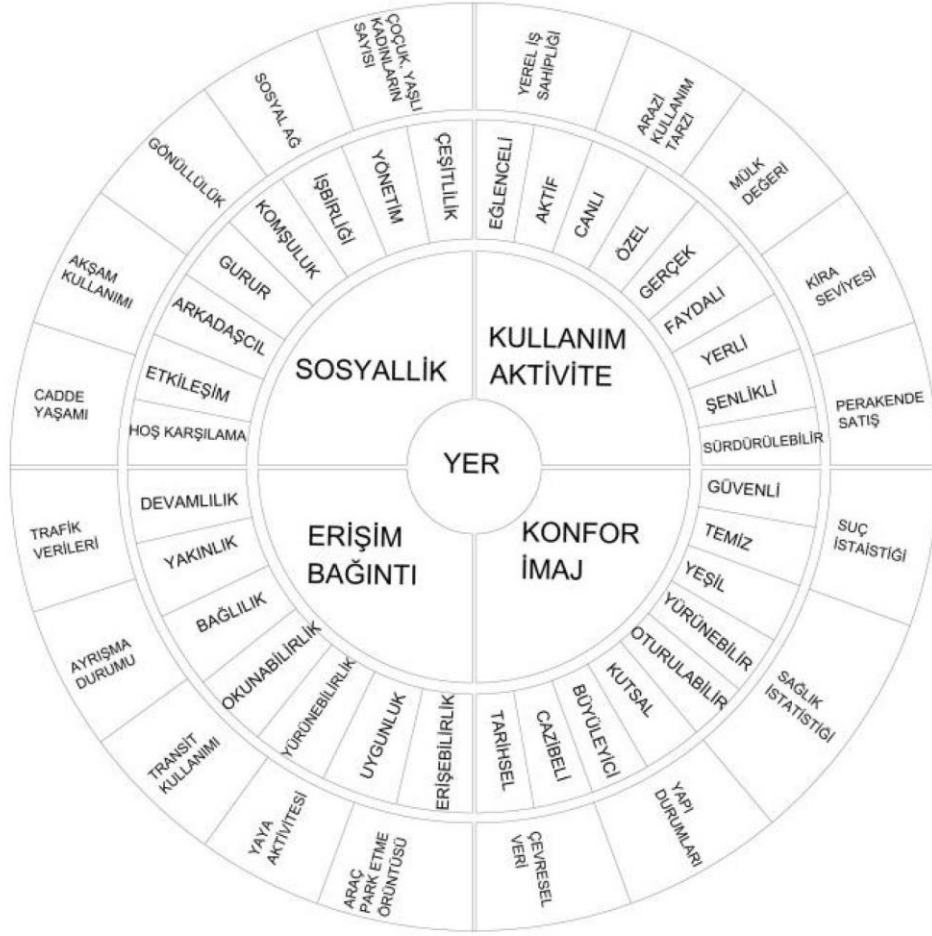 YER
SOSYALLİK
KULLANIM
AKTİVİTE
ERİŞİM
BAĞINTI
KONFOR
İMAJ
HOŞ KARŞILAMA
ETKİLEŞİM
ARKADAŞCIL
GURUR
KOMŞULUK
İŞBİRLİĞİ
YÖNETİM
ÇEŞİTLİLİK
EĞLENCELİ
AKTİF
CANLI
ÖZEL
GERÇEK
FAYDALI
YERLİ
ŞENLİKLİ
SÜRDÜRÜLEBİLİR
GÜVENLİ
TEMİZ
YEŞİL
YÜRÜNEBİLİR
OTURULABİLİR
KUTSAL
BÜYÜLEYİCİ
CAZİBELİ
TARİHSEL
ERİŞEBİLİRLİK
UYGUNLUK
YÜRÜNEBİLİRLİK
OKUNABİLİRLİK
BAĞLILIK
YAKINLIK
DEVAMLILIK
CADDE
YAŞAMI
AKŞAM
KULLANIMI
GÖNÜLLÜLÜK
SOSYAL AĞ
ÇOÇUK, YAŞLI
KADINLARIN
SAYISI
YEREL İŞ
SAHİPLİĞİ
ARAZİ
KULLANIM
TARZI
MÜLK
DEĞERİ
KİRA
SEVİYESİ
PERAKENDE
SATIŞ
SUÇ
İSTAİSTİĞİ
SAĞLIK
İSTATİSTİĞİ
YAPI
DURUMLARI
ÇEVRESEL
VERİ
ARAÇ
PARK ETME
ÖRÜNTÜSÜ
YAYA
AKTİVİTESİ
TRANSİT
KULLANIMI
AYRIŞMA
DURUMU
TRAFİK
VERİLERİ